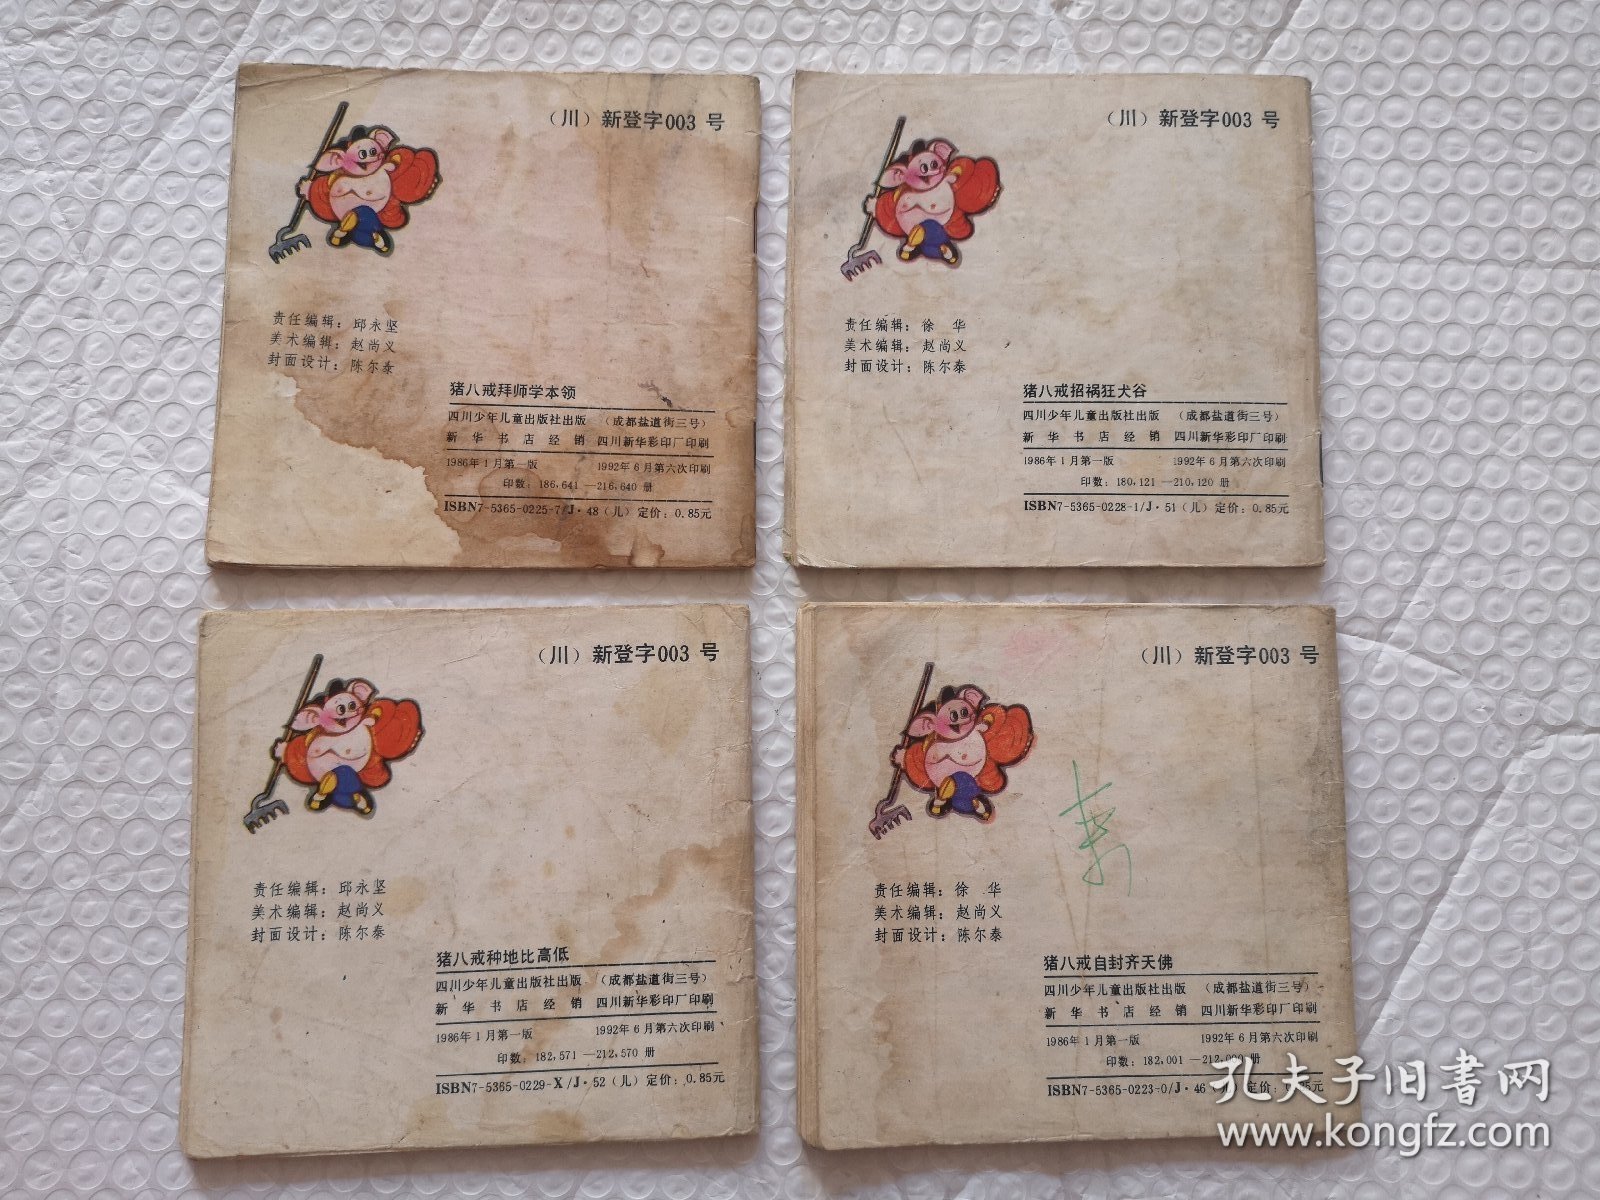 （川）新登字003 号
责任编辑：邱永坚
美术编辑：赵尚义
封面设计：陈尔泰
猪八戒拜师学本领
四川少年儿童出版社出版 （成都盐道街三号）
新华书店经销 四川新华彩印厂印刷
1986年1月第一版 1992年6月第六次印刷
印数：186,641—216,640 册
ISBN7-5365-0225-7/J·48（儿）定价：0.85元
（川）新登字003 号
责任编辑：徐 华
美术编辑：赵尚义
封面设计：陈尔泰
猪八戒招祸狂犬谷
四川少年儿童出版社出版 （成都盐道街三号）
新华书店经销 四川新华彩印厂印刷
1986年1月第一版 1992年6月第六次印刷
印数：180,121—210,120 册
ISBN7-5365-0228-1/J·51（儿）定价：0.85元
（川）新登字003 号
责任编辑：邱永坚
美术编辑：赵尚义
封面设计：陈尔泰
猪八戒种地比高低
四川少年儿童出版社出版 （成都盐道街三号）
新华书店经销 四川新华彩印厂印刷
1986年1月第一版 1992年6月第六次印刷
印数：182,571—212,570 册
ISBN7-5365-0229-X/J·52（儿）定价：0.85元
（川）新登字003 号
责任编辑：徐 华
美术编辑：赵尚义
封面设计：陈尔泰
猪八戒自封齐天佛
四川少年儿童出版社出版 （成都盐道街三号）
新华书店经销 四川新华彩印厂印刷
1986年1月第一版 1992年6月第六次印刷
印数：182,001—212,000 册
ISBN7-5365-0223-0/J·46（儿）定价：0.85元
孔夫子旧书网
www.kongfz.com